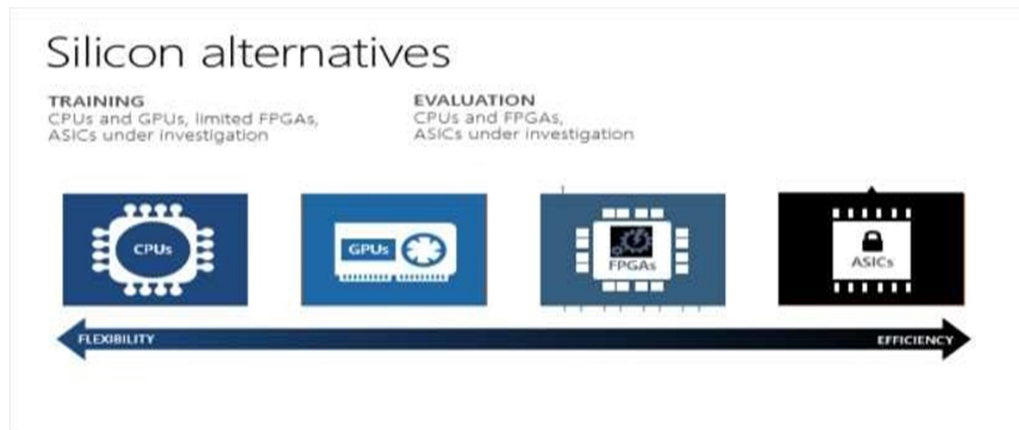 Silicon alternatives
TRAINING
CPUs and GPUs, limited FPGAs,
ASICs under investigation
EVALUATION
CPUs and FPGAs,
ASICs under investigation
CPUs
GPUs
FPGAs
ASICs
FLEXIBILITY
EFFICIENCY